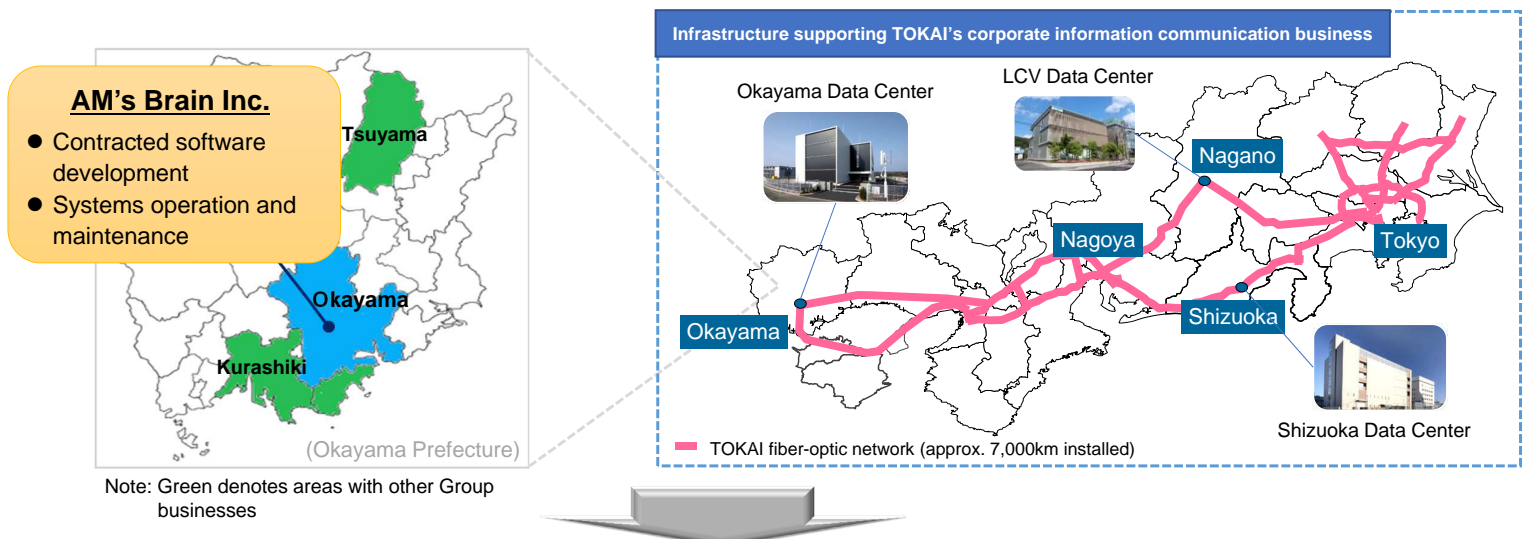 AM's Brain Inc.
● Contracted software
development
● Systems operation and
maintenance
Tsuyama
Okayama
Kurashiki
(Okayama Prefecture)
Note: Green denotes areas with other Group
businesses
Infrastructure supporting TOKAI's corporate information communication business
Okayama Data Center
LCV Data Center
Nagano
Nagoya
Tokyo
Okayama
Shizuoka
Shizuoka Data Center
TOKAI fiber-optic network (approx. 7,000km installed)